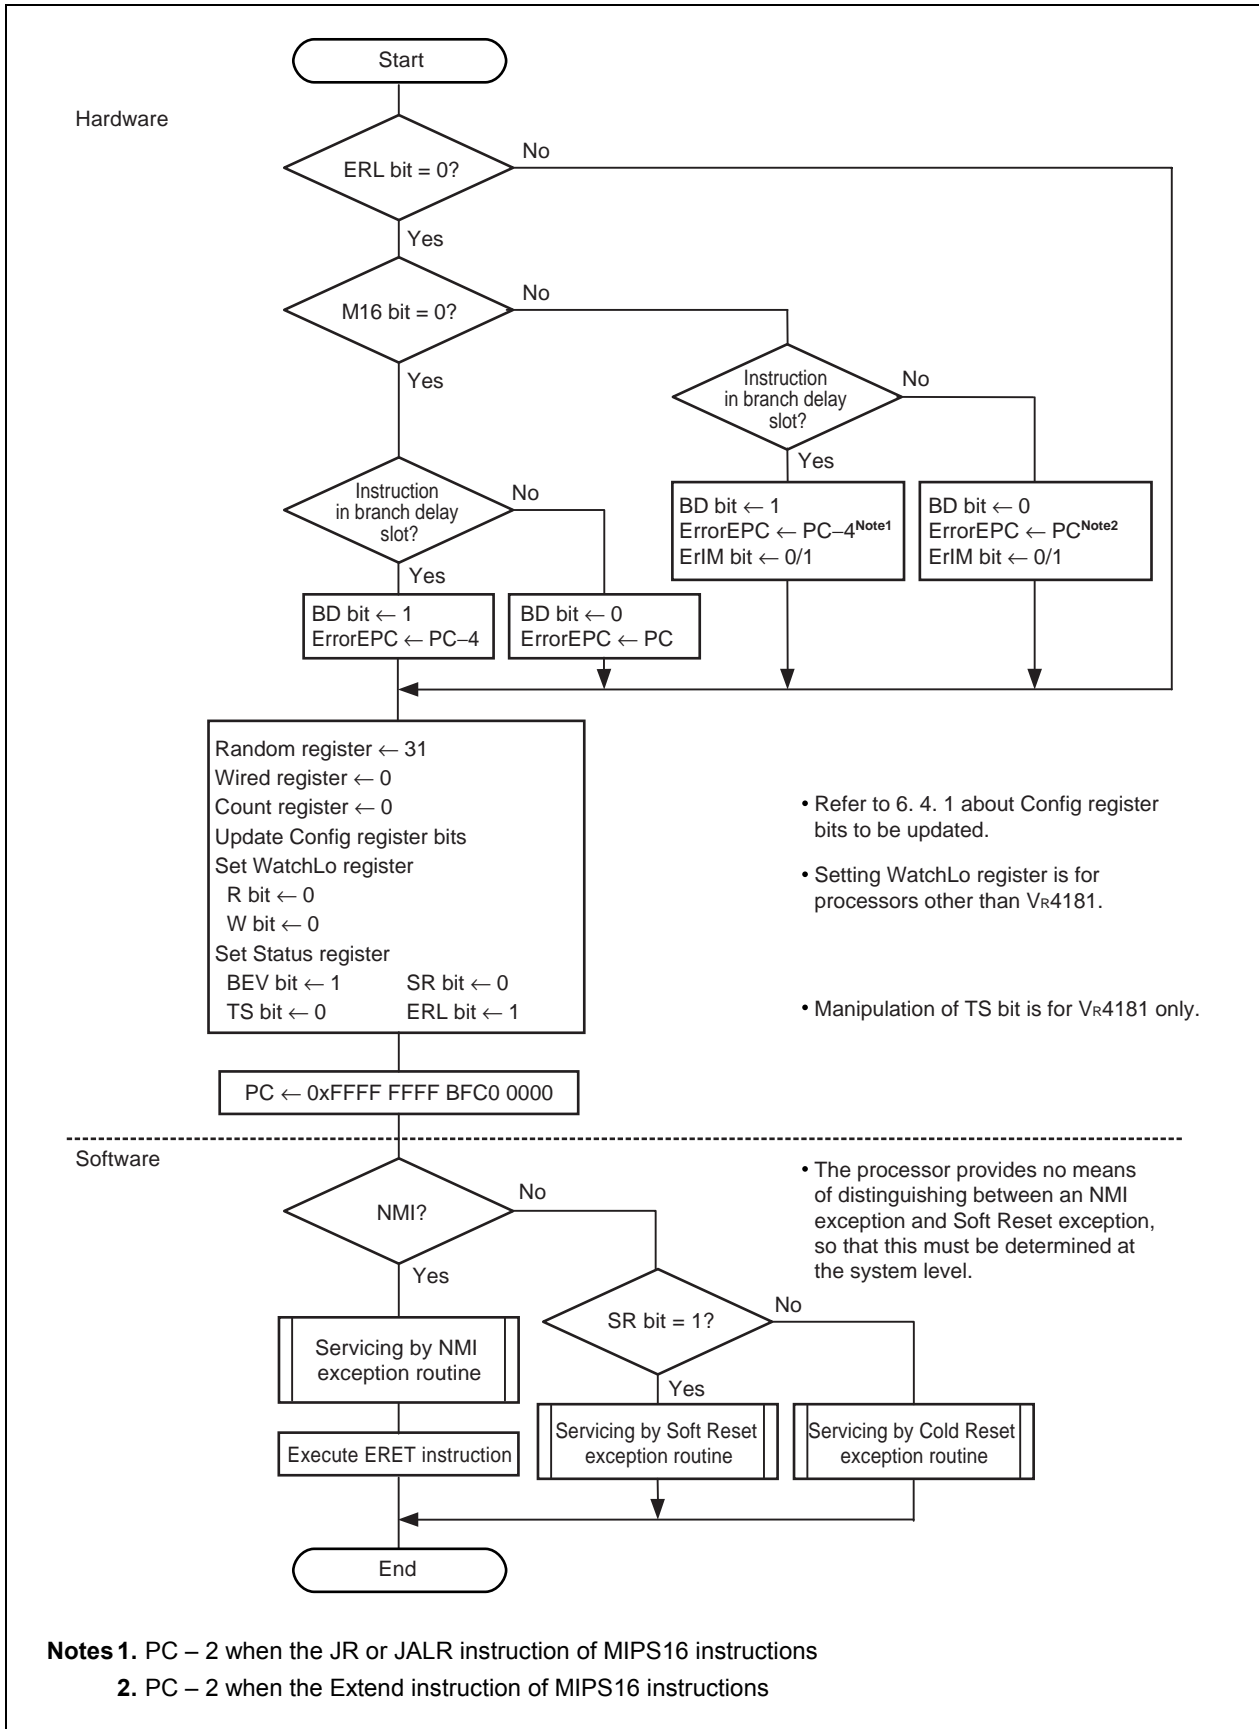 Start
Hardware
ERL bit = 0?
No
Yes
M16 bit = 0?
No
Yes
Instruction
in branch delay
slot?
No
Yes
BD bit ← 1
ErrorEPC ← PC–4Note1
ErIM bit ← 0/1
BD bit ← 0
ErrorEPC ← PCNote2
ErIM bit ← 0/1
Instruction
in branch delay
slot?
No
Yes
BD bit ← 1
ErrorEPC ← PC–4
BD bit ← 0
ErrorEPC ← PC
Random register ← 31
Wired register ← 0
Count register ← 0
Update Config register bits
Set WatchLo register
R bit ← 0
W bit ← 0
Set Status register
BEV bit ← 1 SR bit ← 0
TS bit ← 0 ERL bit ← 1
• Refer to 6. 4. 1 about Config register
bits to be updated.
• Setting WatchLo register is for
processors other than VR4181.
• Manipulation of TS bit is for VR4181 only.
PC ← 0xFFFF FFFF BFC0 0000
Software
NMI?
No
Yes
• The processor provides no means
of distinguishing between an NMI
exception and Soft Reset exception,
so that this must be determined at
the system level.
SR bit = 1?
No
Yes
Servicing by NMI
exception routine
Execute ERET instruction
Servicing by Soft Reset
exception routine
Servicing by Cold Reset
exception routine
End
Notes 1. PC – 2 when the JR or JALR instruction of MIPS16 instructions
2. PC – 2 when the Extend instruction of MIPS16 instructions